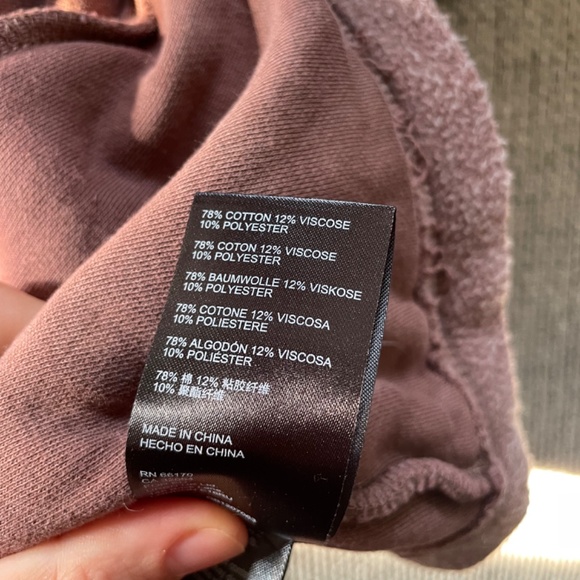 78% COTTON 12% VISCOSE
10% POLYESTER
78% COTON 12% VISCOSE
10% POLYESTER
78% BAUMWOLLE 12% VISKOSE
10% POLYESTER
78% COTONE 12% VISCOSA
10% POLIESTERE
78% ALGODÓN 12% VISCOSA
10% POLIÉSTER
78% 棉 12% 粘胶纤维
10% 聚酯纤维
MADE IN CHINA
HECHO EN CHINA
RN 66170